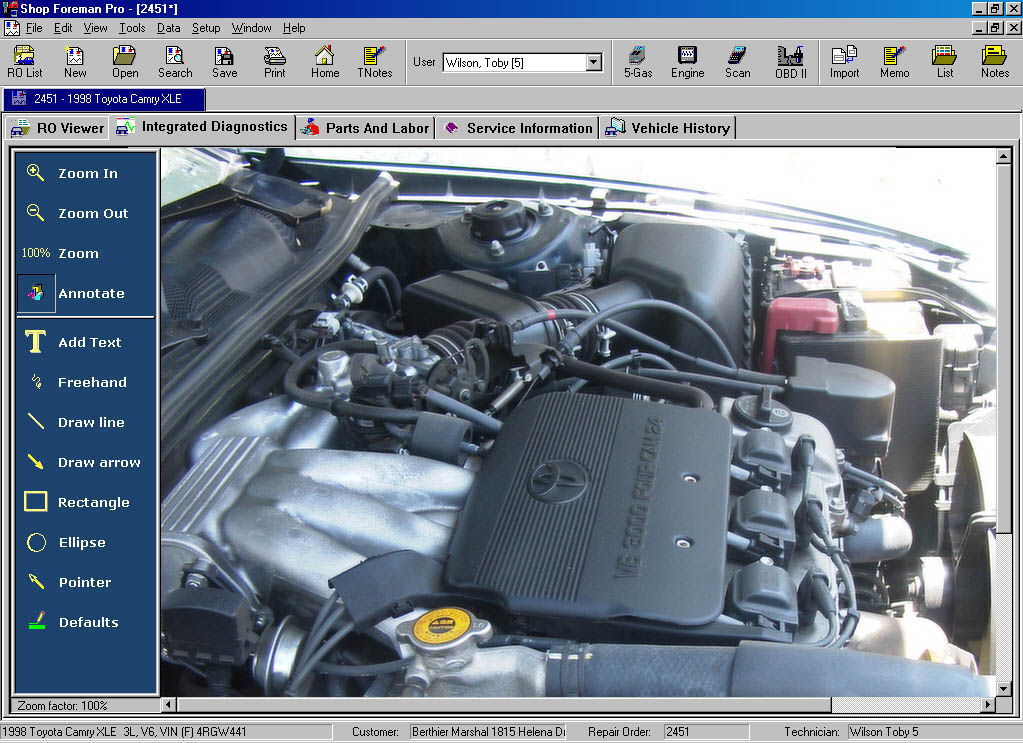 Shop Foreman Pro - [2451*]
File Edit View Tools Data Setup Window Help
RO List New Open Search Save Print Home TNotes User Wilson, Toby [5] 5-Gas Engine Scan OBD II Import Memo List Notes
2451 - 1998 Toyota Camry XLE
RO Viewer Integrated Diagnostics Parts And Labor Service Information Vehicle History
Zoom In
Zoom Out
100% Zoom
Annotate
T Add Text
Freehand
Draw line
Draw arrow
Rectangle
Ellipse
Pointer
Defaults
V6 3000 FOUR CAM 24
Zoom factor: 100%
1998 Toyota Camry XLE 3L, V6, VIN (F) 4RGW441 Customer: Berthier Marshal 1815 Helena Dr Repair Order: 2451 Technician: Wilson Toby 5